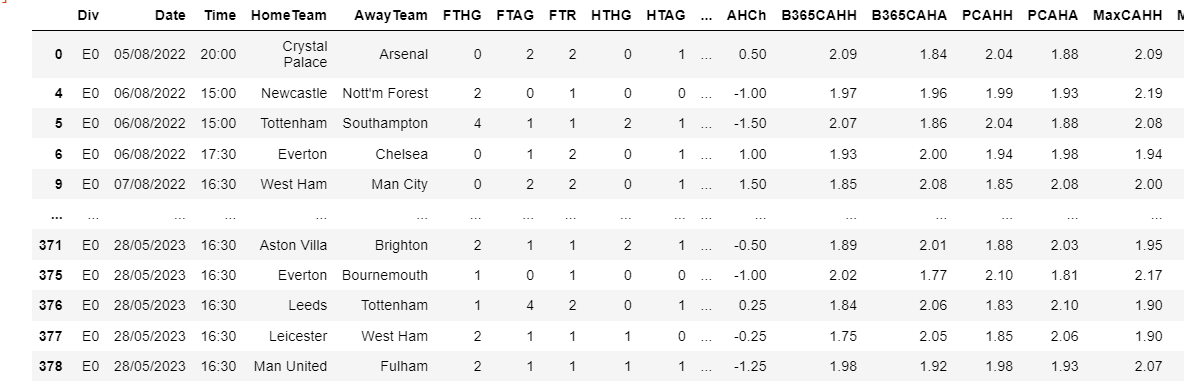 Div Date Time HomeTeam AwayTeam FTHG FTAG FTR HTHG HTAG ... AHCh B365CAHH B365CAHA PCAHH PCAHA MaxCAHH
0 E0 05/08/2022 20:00 Crystal Palace Arsenal 0 2 2 0 1 ... 0.50 2.09 1.84 2.04 1.88 2.09
4 E0 06/08/2022 15:00 Newcastle Nott'm Forest 2 0 1 0 0 ... -1.00 1.97 1.96 1.99 1.93 2.19
5 E0 06/08/2022 15:00 Tottenham Southampton 4 1 1 2 1 ... -1.50 2.07 1.86 2.04 1.88 2.08
6 E0 06/08/2022 17:30 Everton Chelsea 0 1 2 0 1 ... 1.00 1.93 2.00 1.94 1.98 1.94
9 E0 07/08/2022 16:30 West Ham Man City 0 2 2 0 1 ... 1.50 1.85 2.08 1.85 2.08 2.00
... ... ... ... ... ... ... ... ... ... ... ... ... ... ... ... ... ...
371 E0 28/05/2023 16:30 Aston Villa Brighton 2 1 1 2 1 ... -0.50 1.89 2.01 1.88 2.03 1.95
375 E0 28/05/2023 16:30 Everton Bournemouth 1 0 1 0 0 ... -1.00 2.02 1.77 2.10 1.81 2.17
376 E0 28/05/2023 16:30 Leeds Tottenham 1 4 2 0 1 ... 0.25 1.84 2.06 1.83 2.10 1.90
377 E0 28/05/2023 16:30 Leicester West Ham 2 1 1 1 0 ... -0.25 1.75 2.05 1.85 2.06 1.90
378 E0 28/05/2023 16:30 Man United Fulham 2 1 1 1 1 ... -1.25 1.98 1.92 1.98 1.93 2.07